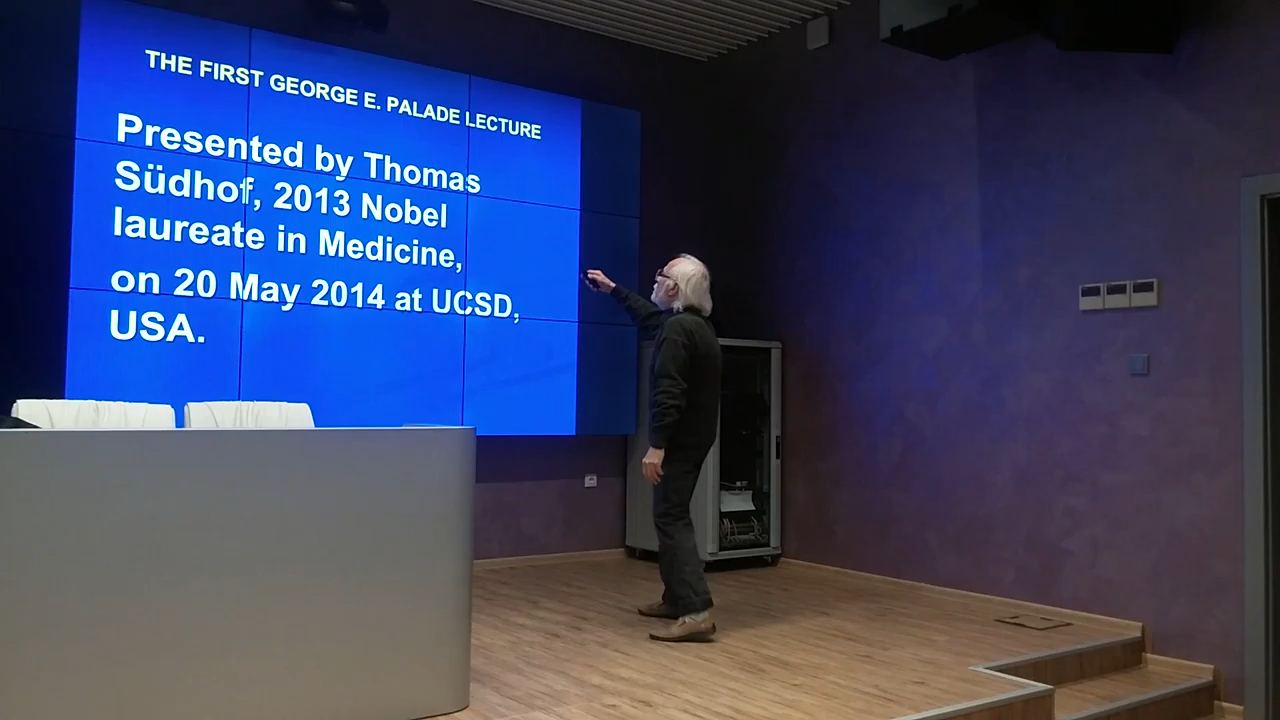 THE FIRST GEORGE E. PALADE LECTURE
Presented by Thomas
Südhof, 2013 Nobel
laureate in Medicine,
on 20 May 2014 at UCSD,
USA.